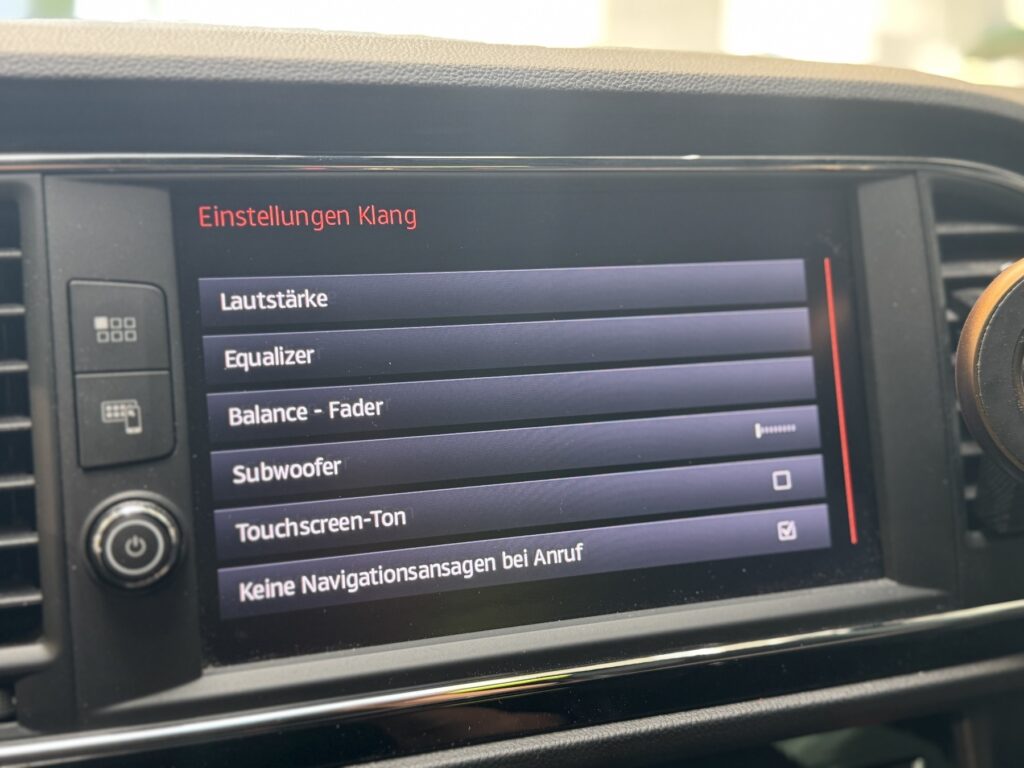 Einstellungen Klang
Lautstärke
Equalizer
Balance - Fader
Subwoofer
Touchscreen-Ton
Keine Navigationsansagen bei Anruf